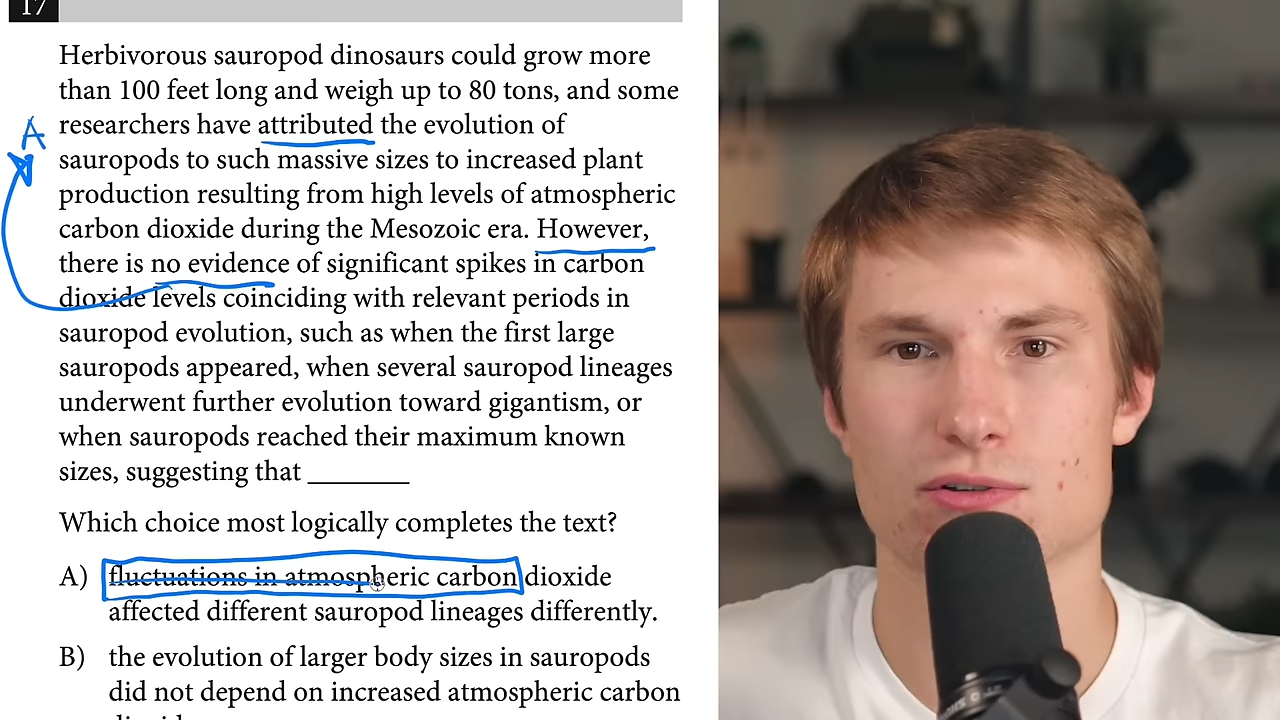 17
Herbivorous sauropod dinosaurs could grow more
than 100 feet long and weigh up to 80 tons, and some
researchers have attributed the evolution of
A
sauropods to such massive sizes to increased plant
production resulting from high levels of atmospheric
carbon dioxide during the Mesozoic era. However,
there is no evidence of significant spikes in carbon
dioxide levels coinciding with relevant periods in
sauropod evolution, such as when the first large
sauropods appeared, when several sauropod lineages
underwent further evolution toward gigantism, or
when sauropods reached their maximum known
sizes, suggesting that _______
Which choice most logically completes the text?
A) fluctuations in atmospheric carbon dioxide
affected different sauropod lineages differently.
B) the evolution of larger body sizes in sauropods
did not depend on increased atmospheric carbon